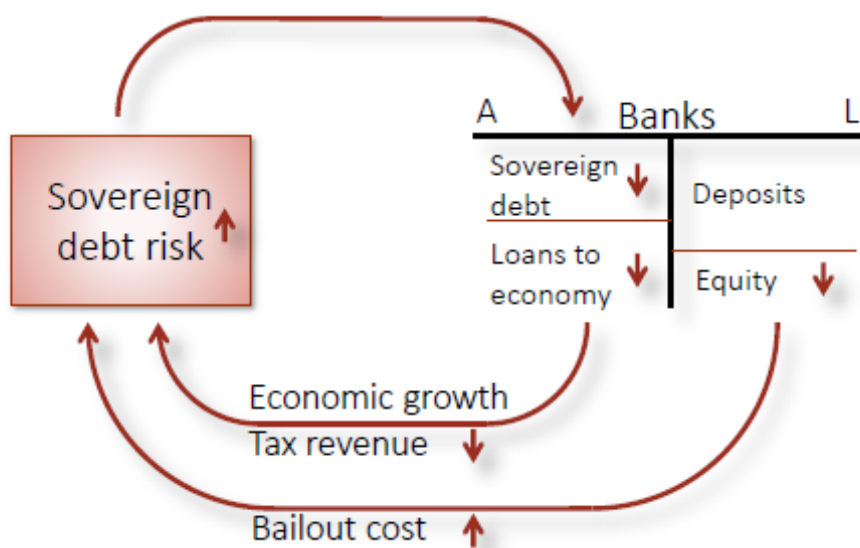 A Banks L
Sovereign
debt
Deposits
Sovereign
debt risk
Loans to
economy
Equity
Economic growth
Tax revenue
Bailout cost